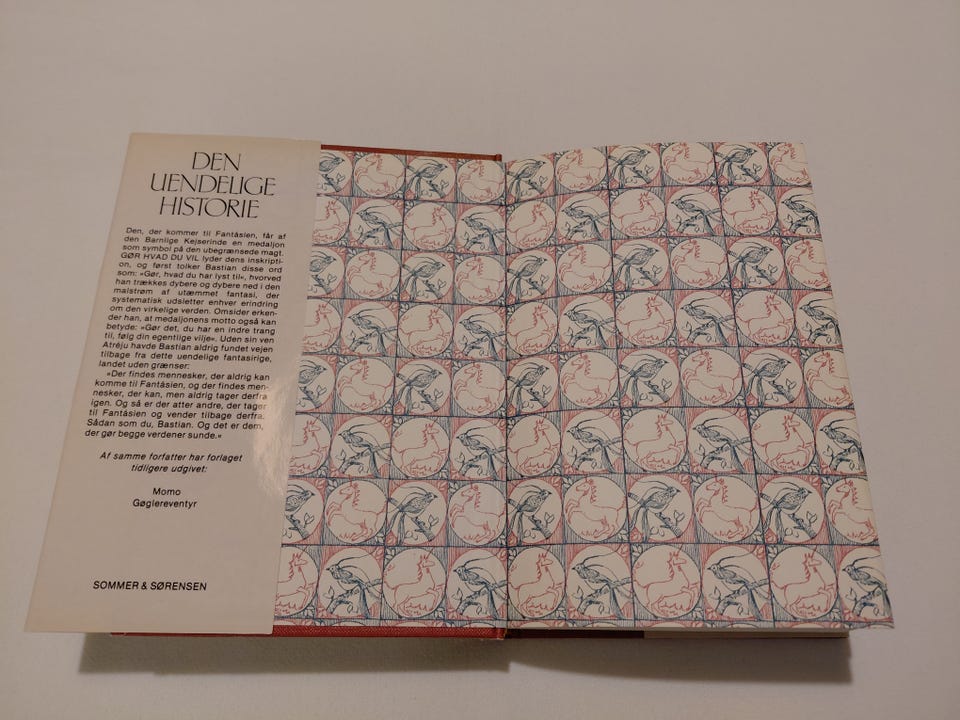 DEN
UENDELIGE
HISTORIE
Den, der kommer til Fantásien, får af
den Barnlige Kejserinde en medaljon
som symbol på den ubegrænsede magt.
GØR HVAD DU VIL lyder dens inskripti-
on, og først tolker Bastian disse ord
som: »Gør, hvad du har lyst til«, hvorved
han trækkes dybere og dybere ned i den
malstrøm af utæmmet fantasi, der
systematisk udsletter enhver erindring
om den virkelige verden. Omsider erken-
der han, at medaljonens motto også kan
betyde: »Gør det, du har en indre trang
til, følg din egentlige vilje«. Uden sin ven
Atréju havde Bastian aldrig fundet vejen
tilbage fra dette uendelige fantasirige,
landet uden grænser:
»Der findes mennesker, der aldrig kan
komme til Fantásien, og der findes men-
nesker, der kan, men aldrig tager derfra
igen. Og så er der atter andre, der tager
til Fantásien og vender tilbage derfra.
Sådan som du, Bastian. Og det er dem,
der gør begge verdener sunde.«
Af samme forfatter har forlaget
tidligere udgivet:
Momo
Gøglereventyr
SOMMER & SØRENSEN